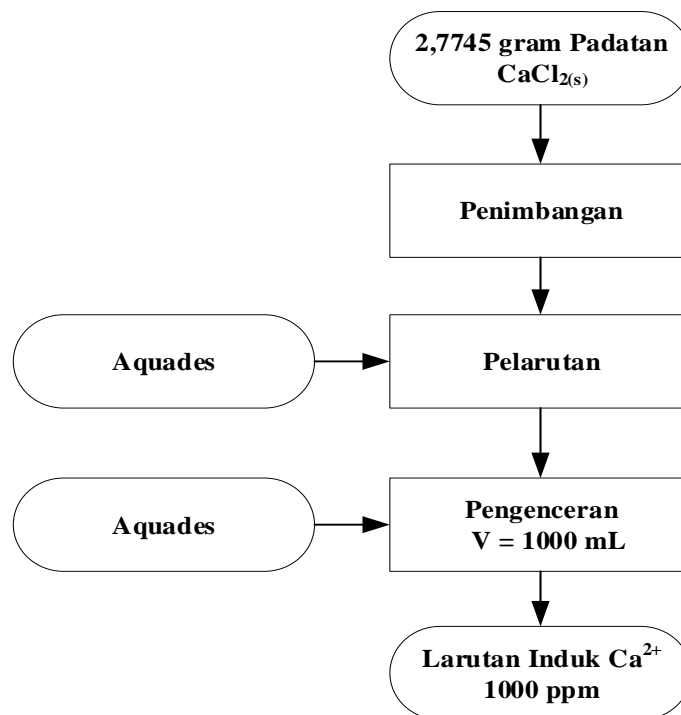 2,7745 gram Padatan
CaCl₂₍ₛ₎
Penimbangan
Aquades
Pelarutan
Aquades
Pengenceran
V = 1000 mL
Larutan Induk Ca²⁺
1000 ppm